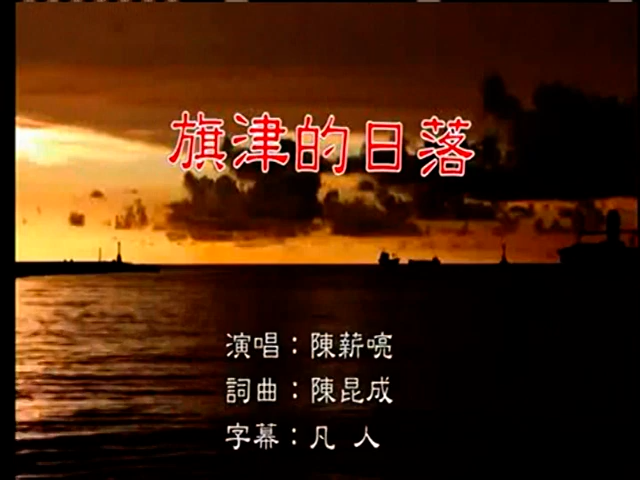 旗津的日落
演唱：陳薪喨
詞曲：陳昆成
字幕：凡 人